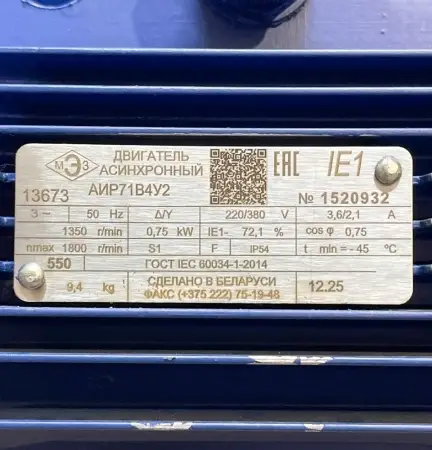 МЭЗ
ДВИГАТЕЛЬ
АСИНХРОННЫЙ
EAC IE1
13673 АИР71В4У2 № 1520932
3 ~ 50 Hz Δ/Y 220/380 V 3,6/2,1 A
1350 r/min 0,75 kW IE1- 72,1 % cos φ 0,75
nmax 1800 r/min S1 F IP54 t min = -45 °C
550 ГОСТ IEC 60034-1-2014
9,4 kg СДЕЛАНО В БЕЛАРУСИ 12.25
ФАКС (+375 222) 75-19-48